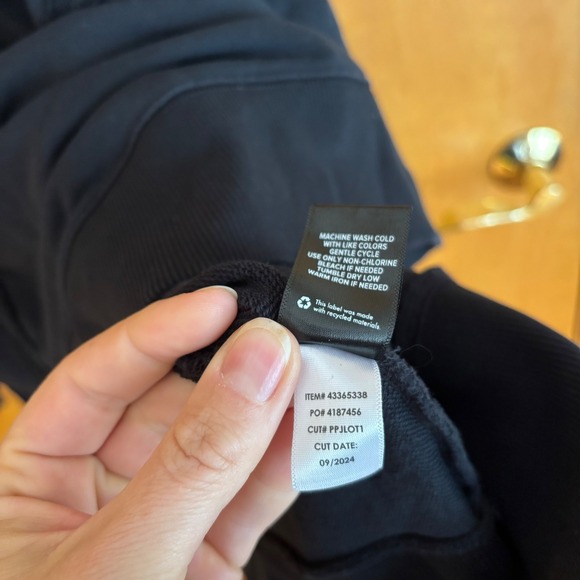 MACHINE WASH COLD
WITH LIKE COLORS
GENTLE CYCLE
USE ONLY NON-CHLORINE
BLEACH IF NEEDED
TUMBLE DRY LOW
WARM IRON IF NEEDED
This label was made
with recycled materials.
ITEM# 43365338
PO# 4187456
CUT# PPJLOT1
CUT DATE:
09/2024